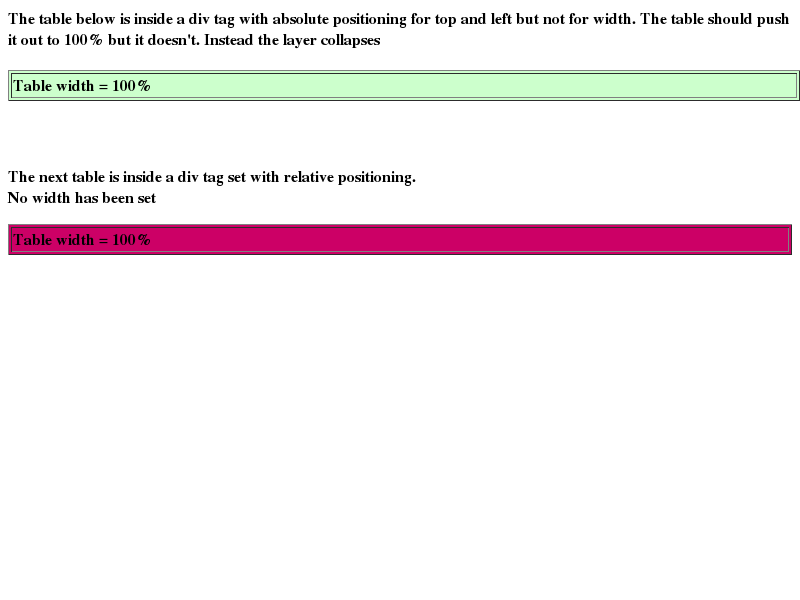 The table below is inside a div tag with absolute positioning for top and left but not for width. The table should push
it out to 100% but it doesn't. Instead the layer collapses
Table width = 100%
The next table is inside a div tag set with relative positioning.
No width has been set
Table width = 100%